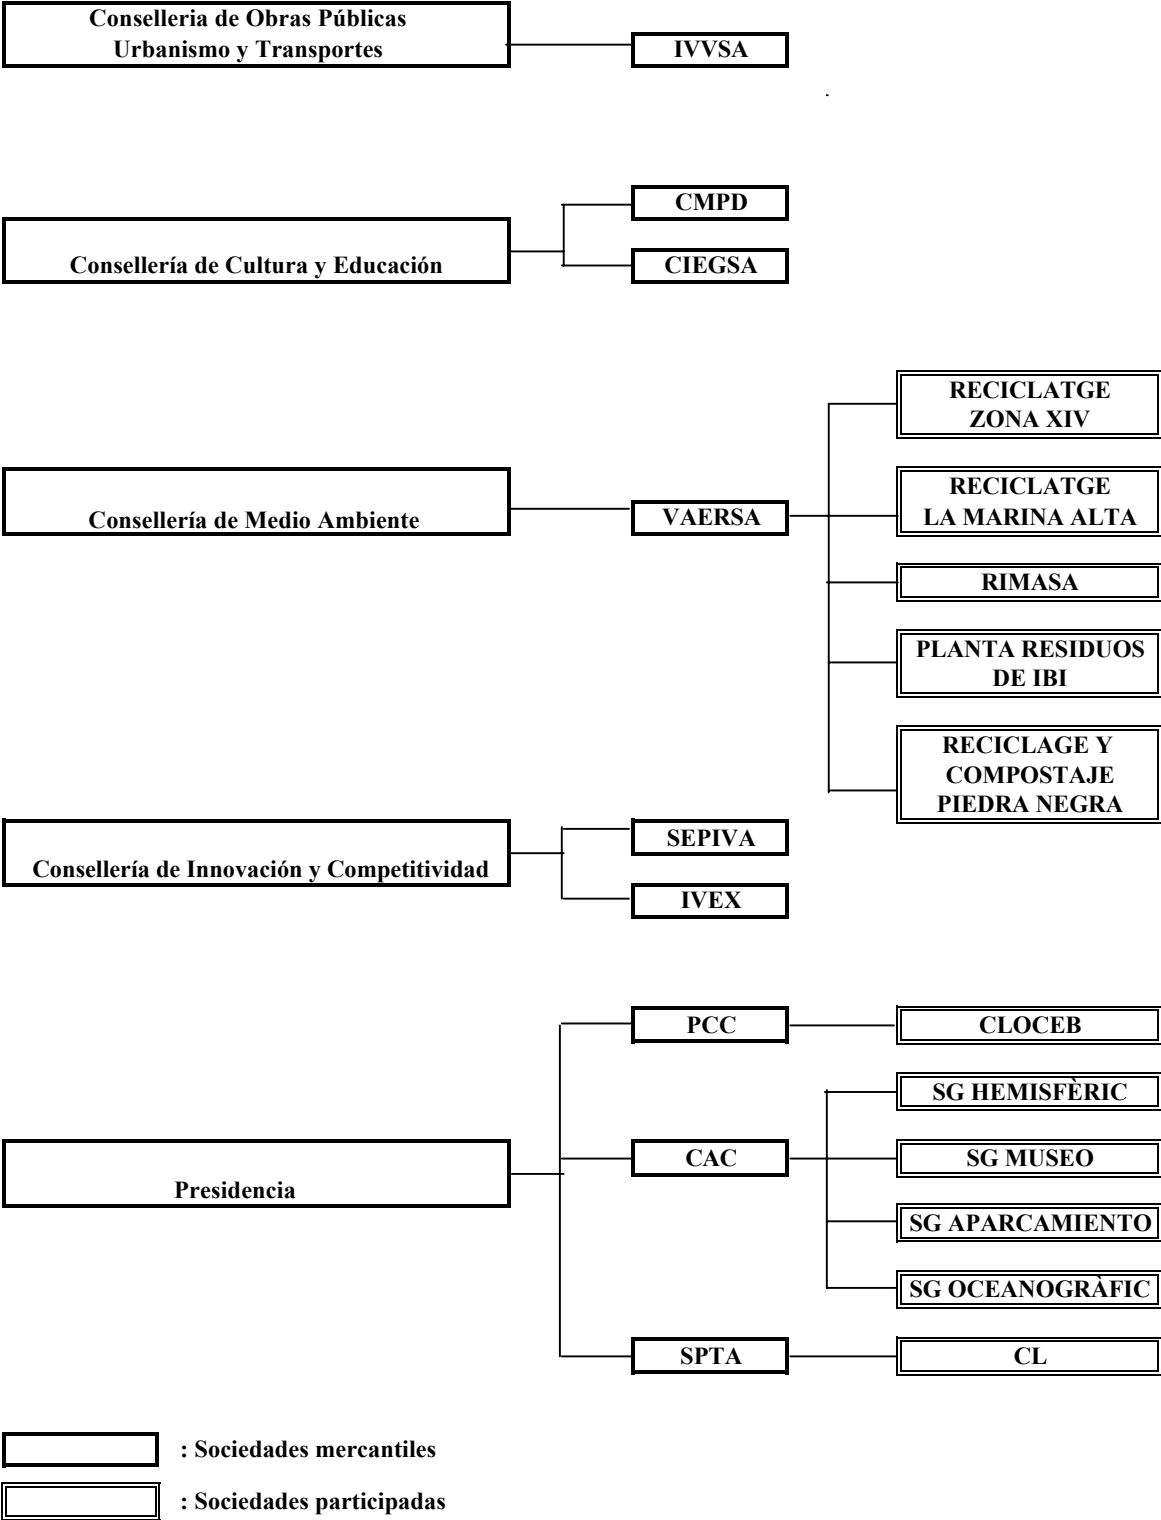 Conselleria de Obras Públicas
Urbanismo y Transportes
IVVSA
CMPD
Consellería de Cultura y Educación
CIEGSA
RECICLATGE
ZONA XIV
Consellería de Medio Ambiente
VAERSA
RECICLATGE
LA MARINA ALTA
RIMASA
PLANTA RESIDUOS
DE IBI
RECICLAGE Y
COMPOSTAJE
PIEDRA NEGRA
SEPIVA
Consellería de Innovación y Competitividad
IVEX
PCC
CLOCEB
SG HEMISFÈRIC
CAC
SG MUSEO
Presidencia
SG APARCAMIENTO
SG OCEANOGRÀFIC
SPTA
CL
: Sociedades mercantiles
: Sociedades participadas